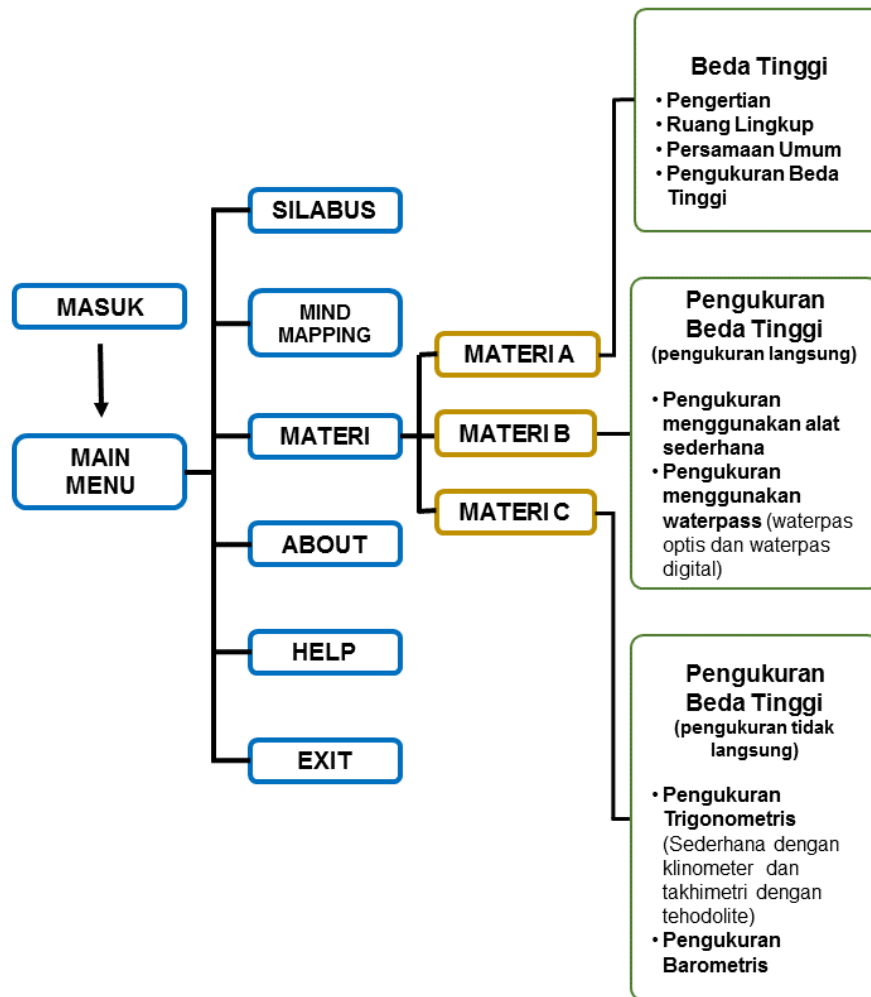 MASUK
MAIN
MENU
SILABUS
MIND
MAPPING
MATERI
ABOUT
HELP
EXIT
MATERI A
MATERI B
MATERI C
Beda Tinggi
• Pengertian
• Ruang Lingkup
• Persamaan Umum
• Pengukuran Beda
Tinggi
Pengukuran
Beda Tinggi
(pengukuran langsung)
• Pengukuran
menggunakan alat
sederhana
• Pengukuran
menggunakan
waterpass (waterpas
optis dan waterpas
digital)
Pengukuran
Beda Tinggi
(pengukuran tidak
langsung)
• Pengukuran
Trigonometris
(Sederhana dengan
klinometer dan
takhimetri dengan
tehodolite)
• Pengukuran
Barometris